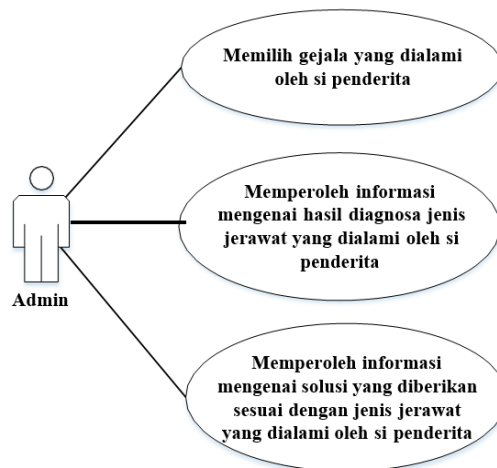 Memilih gejala yang dialami
oleh si penderita
Memperoleh informasi
mengenai hasil diagnosa jenis
jerawat yang dialami oleh si
penderita
Admin
Memperoleh informasi
mengenai solusi yang diberikan
sesuai dengan jenis jerawat
yang dialami oleh si penderita